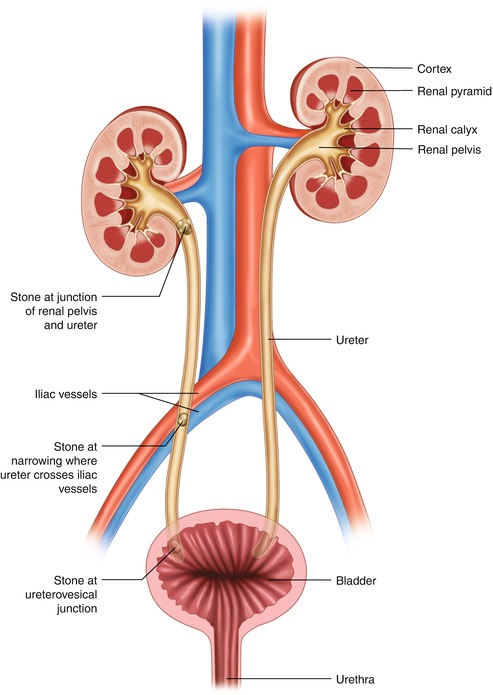 Cortex
Renal pyramid
Renal calyx
Renal pelvis
Stone at junction
of renal pelvis
and ureter
Ureter
Iliac vessels
Stone at
narrowing where
ureter crosses iliac
vessels
Stone at
ureterovesical
junction
Bladder
Urethra